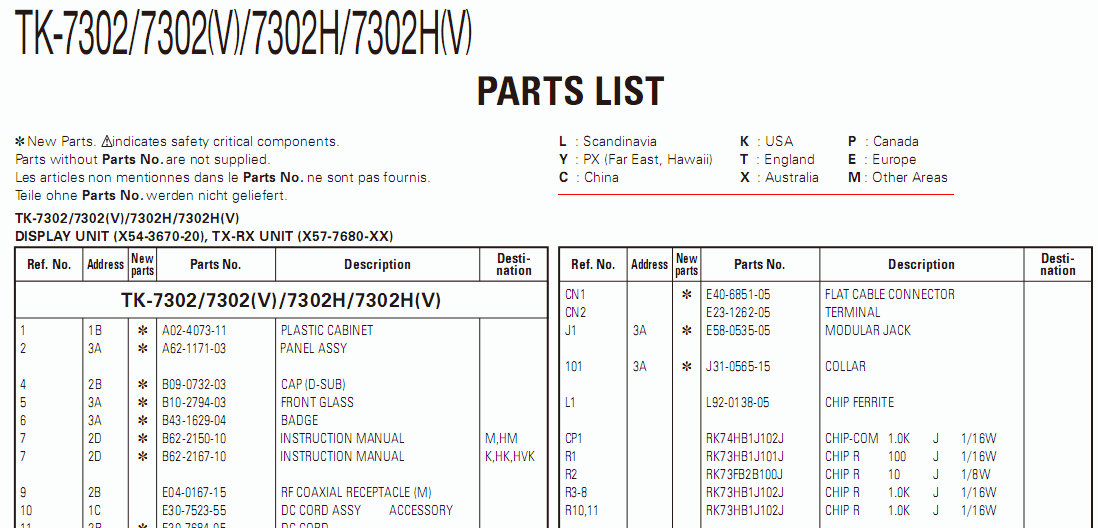 TK-7302/7302(V)/7302H/7302H(V)
PARTS LIST
✻ New Parts. ⚠indicates safety critical components.
Parts without Parts No. are not supplied.
Les articles non mentionnes dans le Parts No. ne sont pas fournis.
Teile ohne Parts No. werden nicht geliefert.
L : Scandinavia K : USA P : Canada
Y : PX (Far East, Hawaii) T : England E : Europe
C : China X : Australia M : Other Areas
TK-7302/7302(V)/7302H/7302H(V)
DISPLAY UNIT (X54-3670-20), TX-RX UNIT (X57-7680-XX)
Ref. No. Address New parts Parts No. Description Desti-nation
TK-7302/7302(V)/7302H/7302H(V)
1 1B ✻ A02-4073-11 PLASTIC CABINET
2 3A ✻ A62-1171-03 PANEL ASSY
4 2B ✻ B09-0732-03 CAP (D-SUB)
5 3A ✻ B10-2794-03 FRONT GLASS
6 3A ✻ B43-1629-04 BADGE
7 2D ✻ B62-2150-10 INSTRUCTION MANUAL M,HM
7 2D ✻ B62-2167-10 INSTRUCTION MANUAL K,HK,HVK
9 2B E04-0167-15 RF COAXIAL RECEPTACLE (M)
10 1C E30-7523-55 DC CORD ASSY ACCESSORY
11 2B ✻ E30-7684-05 DC CORD
Ref. No. Address New parts Parts No. Description Desti-nation
CN1 ✻ E40-6851-05 FLAT CABLE CONNECTOR
CN2 E23-1262-05 TERMINAL
J1 3A ✻ E58-0535-05 MODULAR JACK
101 3A ✻ J31-0565-15 COLLAR
L1 L92-0138-05 CHIP FERRITE
CP1 RK74HB1J102J CHIP-COM 1.0K J 1/16W
R1 RK73HB1J101J CHIP R 100 J 1/16W
R2 RK73FB2B100J CHIP R 10 J 1/8W
R3-8 RK73HB1J102J CHIP R 1.0K J 1/16W
R10,11 RK73HB1J102J CHIP R 1.0K J 1/16W